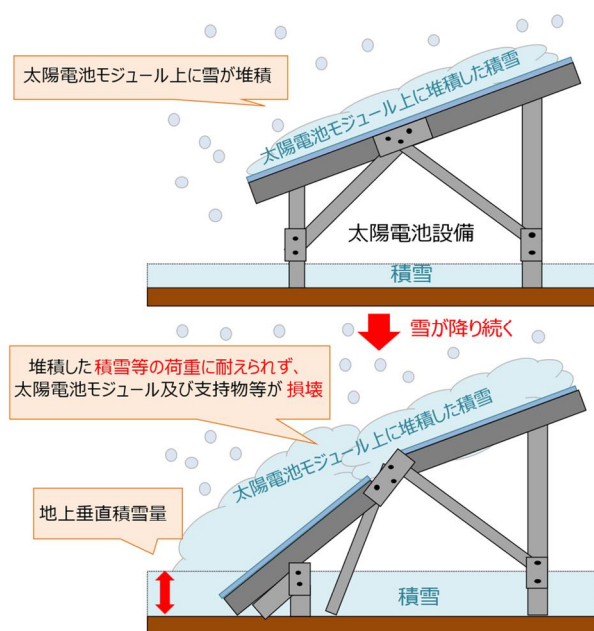 太陽電池モジュール上に雪が堆積
太陽電池モジュール上に堆積した積雪
太陽電池設備
積雪
雪が降り続く
堆積した積雪等の荷重に耐えられず、
太陽電池モジュール及び支持物等が 損壊
太陽電池モジュール上に堆積した積雪
地上垂直積雪量
積雪